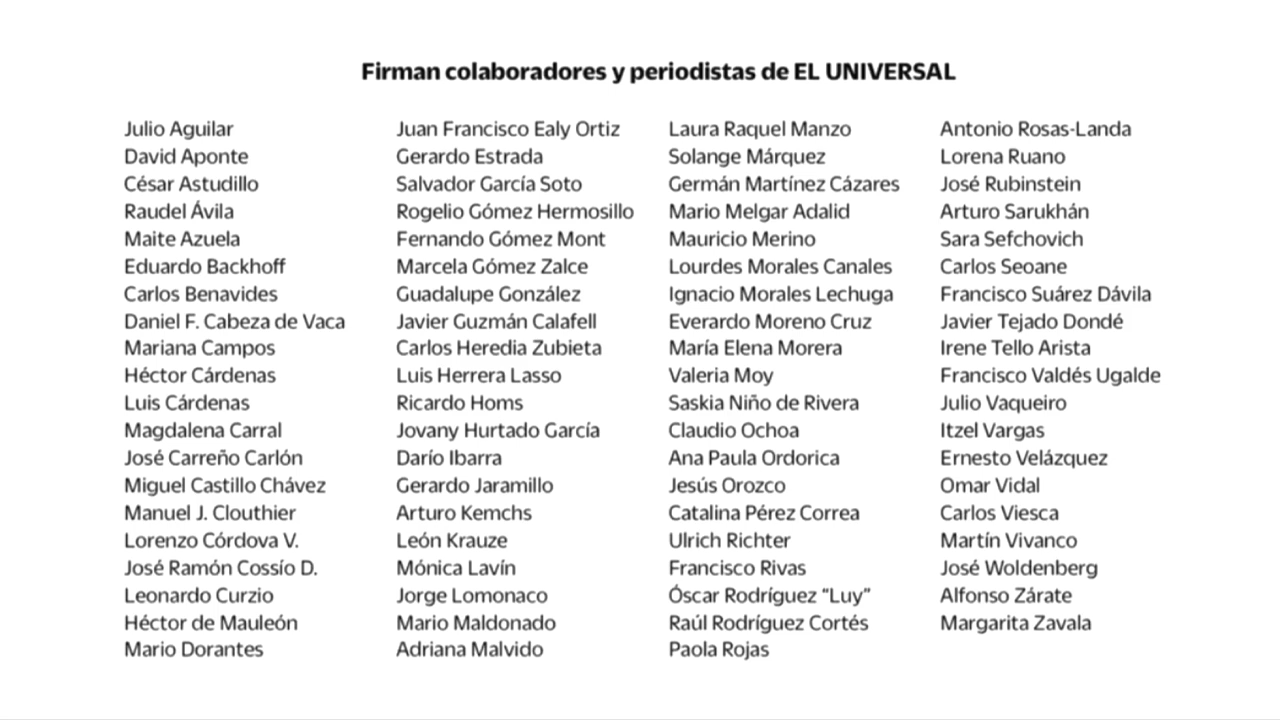 Firman colaboradores y periodistas de EL UNIVERSAL
Julio Aguilar
David Aponte
César Astudillo
Raudel Ávila
Maite Azuela
Eduardo Backhoff
Carlos Benavides
Daniel F. Cabeza de Vaca
Mariana Campos
Héctor Cárdenas
Luis Cárdenas
Magdalena Carral
José Carreño Carlón
Miguel Castillo Chávez
Manuel J. Clouthier
Lorenzo Córdova V.
José Ramón Cossío D.
Leonardo Curzio
Héctor de Mauleón
Mario Dorantes
Juan Francisco Ealy Ortiz
Gerardo Estrada
Salvador García Soto
Rogelio Gómez Hermosillo
Fernando Gómez Mont
Marcela Gómez Zalce
Guadalupe González
Javier Guzmán Calafell
Carlos Heredia Zubieta
Luis Herrera Lasso
Ricardo Homs
Jovany Hurtado García
Darío Ibarra
Gerardo Jaramillo
Arturo Kemchs
León Krauze
Mónica Lavín
Jorge Lomonaco
Mario Maldonado
Adriana Malvido
Laura Raquel Manzo
Solange Márquez
Germán Martínez Cázares
Mario Melgar Adalid
Mauricio Merino
Lourdes Morales Canales
Ignacio Morales Lechuga
Everardo Moreno Cruz
María Elena Morera
Valeria Moy
Saskia Niño de Rivera
Claudio Ochoa
Ana Paula Ordorica
Jesús Orozco
Catalina Pérez Correa
Ulrich Richter
Francisco Rivas
Óscar Rodríguez “Luy”
Raúl Rodríguez Cortés
Paola Rojas
Antonio Rosas-Landa
Lorena Ruano
José Rubinstein
Arturo Sarukhán
Sara Sefchovich
Carlos Seoane
Francisco Suárez Dávila
Javier Tejado Dondé
Irene Tello Arista
Francisco Valdés Ugalde
Julio Vaqueiro
Itzel Vargas
Ernesto Velázquez
Omar Vidal
Carlos Viesca
Martín Vivanco
José Woldenberg
Alfonso Zárate
Margarita Zavala